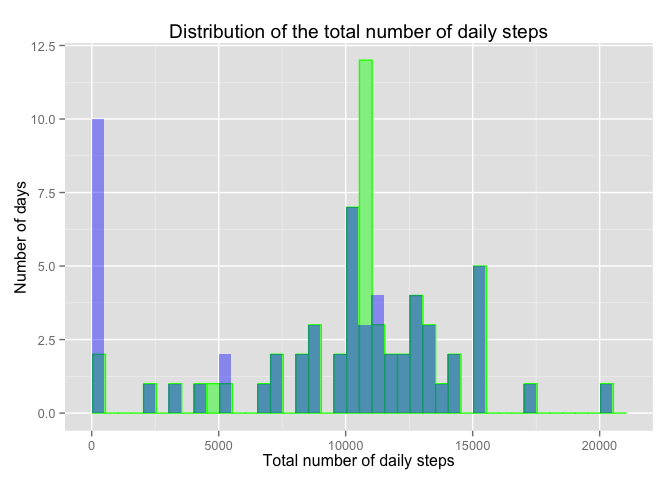 Distribution of the total number of daily steps
12.5
10.0
7.5
5.0
2.5
0.0
Number of days
0 5000 10000 15000 20000
Total number of daily steps